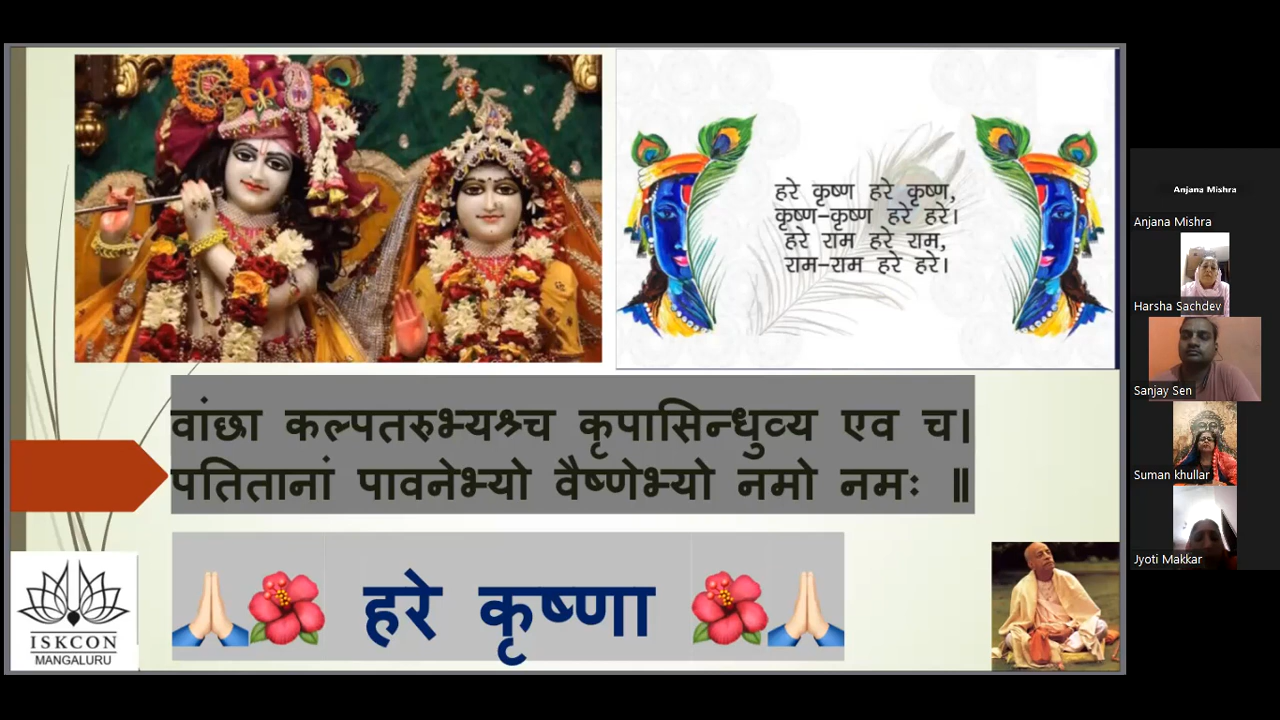 हरे कृष्ण हरे कृष्ण,
कृष्ण-कृष्ण हरे हरे।
हरे राम हरे राम,
राम-राम हरे हरे।
वांछा कल्पतरुभ्यश्र्च कृपासिन्धुव्य एव च।
पतितानां पावनेभ्यो वैष्णेभ्यो नमो नमः ॥
हरे कृष्णा
ISKCON
MANGALURU
Anjana Mishra
Anjana Mishra
Harsha Sachdev
Sanjay Sen
Suman khullar
Jyoti Makkar